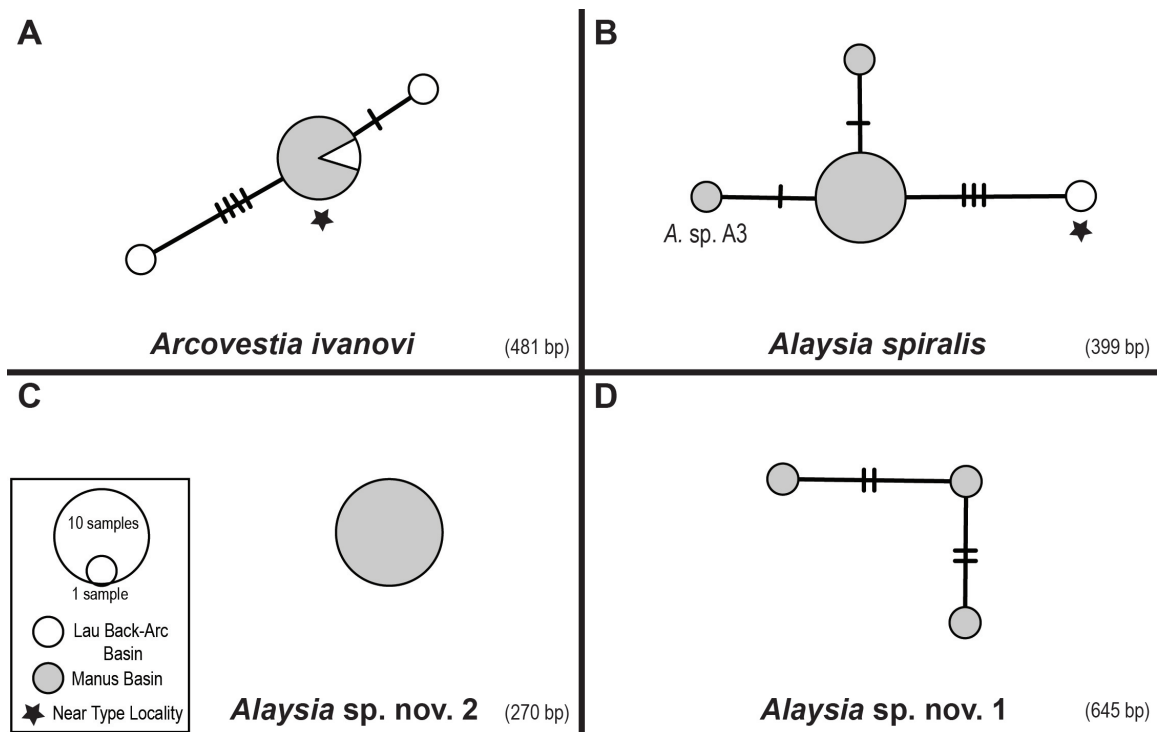 A
Arcovestia ivanovi (481 bp)
B
A. sp. A3
Alaysia spiralis (399 bp)
C
10 samples
1 sample
Lau Back-Arc
Basin
Manus Basin
Near Type Locality
Alaysia sp. nov. 2 (270 bp)
D
Alaysia sp. nov. 1 (645 bp)